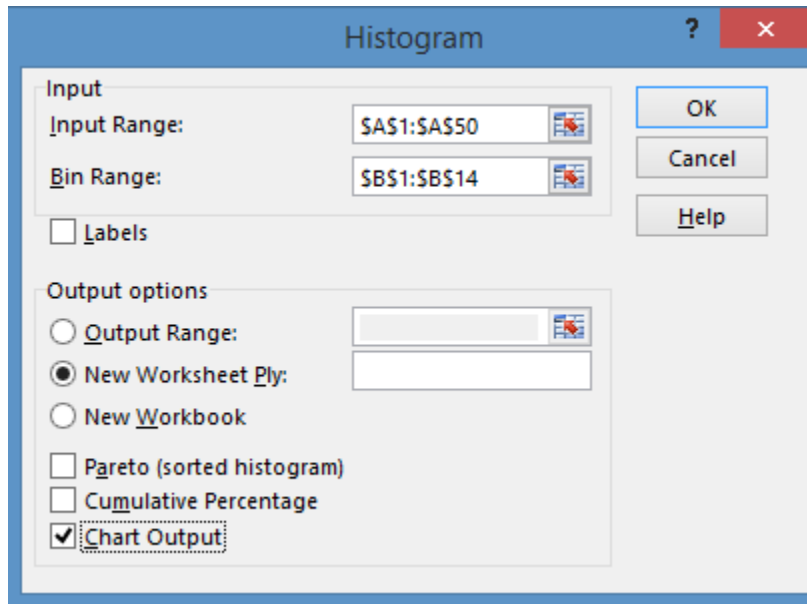 Histogram
? ×
Input
Input Range: $A$1:$A$50
OK
Bin Range: $B$1:$B$14
Cancel
Labels
Help
Output options
Output Range:
New Worksheet Ply:
New Workbook
Pareto (sorted histogram)
Cumulative Percentage
Chart Output